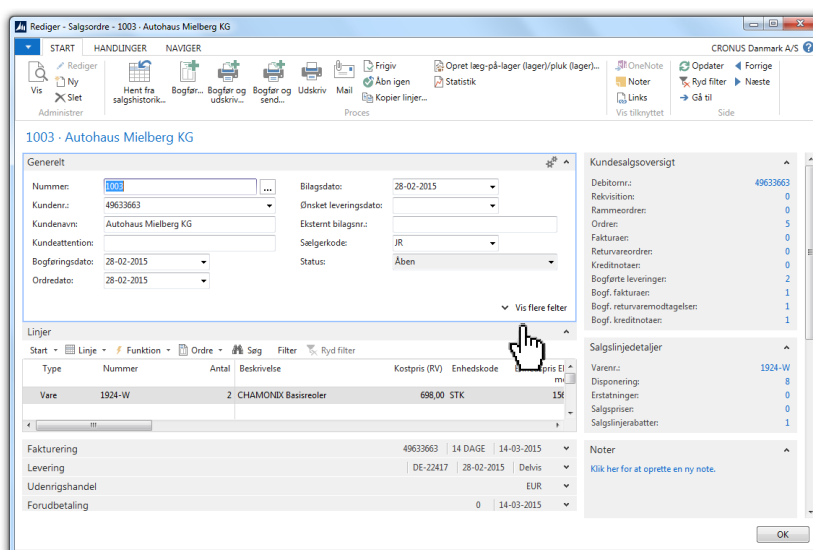 Rediger - Salgsordre - 1003 · Autohaus Mielberg KG
START HANDLINGER NAVIGER CRONUS Danmark A/S
Vis
Rediger
Ny
Slet
Administrer
Hent fra salgshistorik...
Bogfør...
Bogfør og udskriv...
Bogfør og send...
Udskriv
Mail
Frigiv
Åbn igen
Kopier linjer...
Opret læg-på-lager (lager)/pluk (lager)...
Statistik
Proces
OneNote
Noter
Links
Vis tilknyttet
Opdater
Ryd filter
Gå til
Forrige
Næste
Side
1003 · Autohaus Mielberg KG
Generelt
Nummer: 1003
Kundenr.: 49633663
Kundenavn: Autohaus Mielberg KG
Kundeattention:
Bogføringsdato: 28-02-2015
Ordredato: 28-02-2015
Bilagsdato: 28-02-2015
Ønsket leveringsdato:
Eksternt bilagsnr.:
Sælgerkode: JR
Status: Åben
Vis flere felter
Linjer
Start Linje Funktion Ordre Søg Filter Ryd filter
Type Nummer Antal Beskrivelse Kostpris (RV) Enhedskode
Vare 1924-W 2 CHAMONIX Basisreoler 698,00 STK
Fakturering 49633663 14 DAGE 14-03-2015
Levering DE-22417 28-02-2015 Delvis
Udenrigshandel EUR
Forudbetaling 0 14-03-2015
Kundesalgsoversigt
Debitornr.: 49633663
Rekvisition: 0
Rammeordrer: 0
Ordrer: 5
Fakturaer: 0
Returvareordrer: 0
Kreditnotaer: 0
Bogførte leveringer: 2
Bogf. fakturaer: 1
Bogf. returvaremodtagelser: 1
Bogf. kreditnotaer: 1
Salgslinjedetaljer
Varenr.: 1924-W
Disponering: 8
Erstatninger: 0
Salgspriser: 0
Salgslinjerabatter: 1
Noter
Klik her for at oprette en ny note.
OK